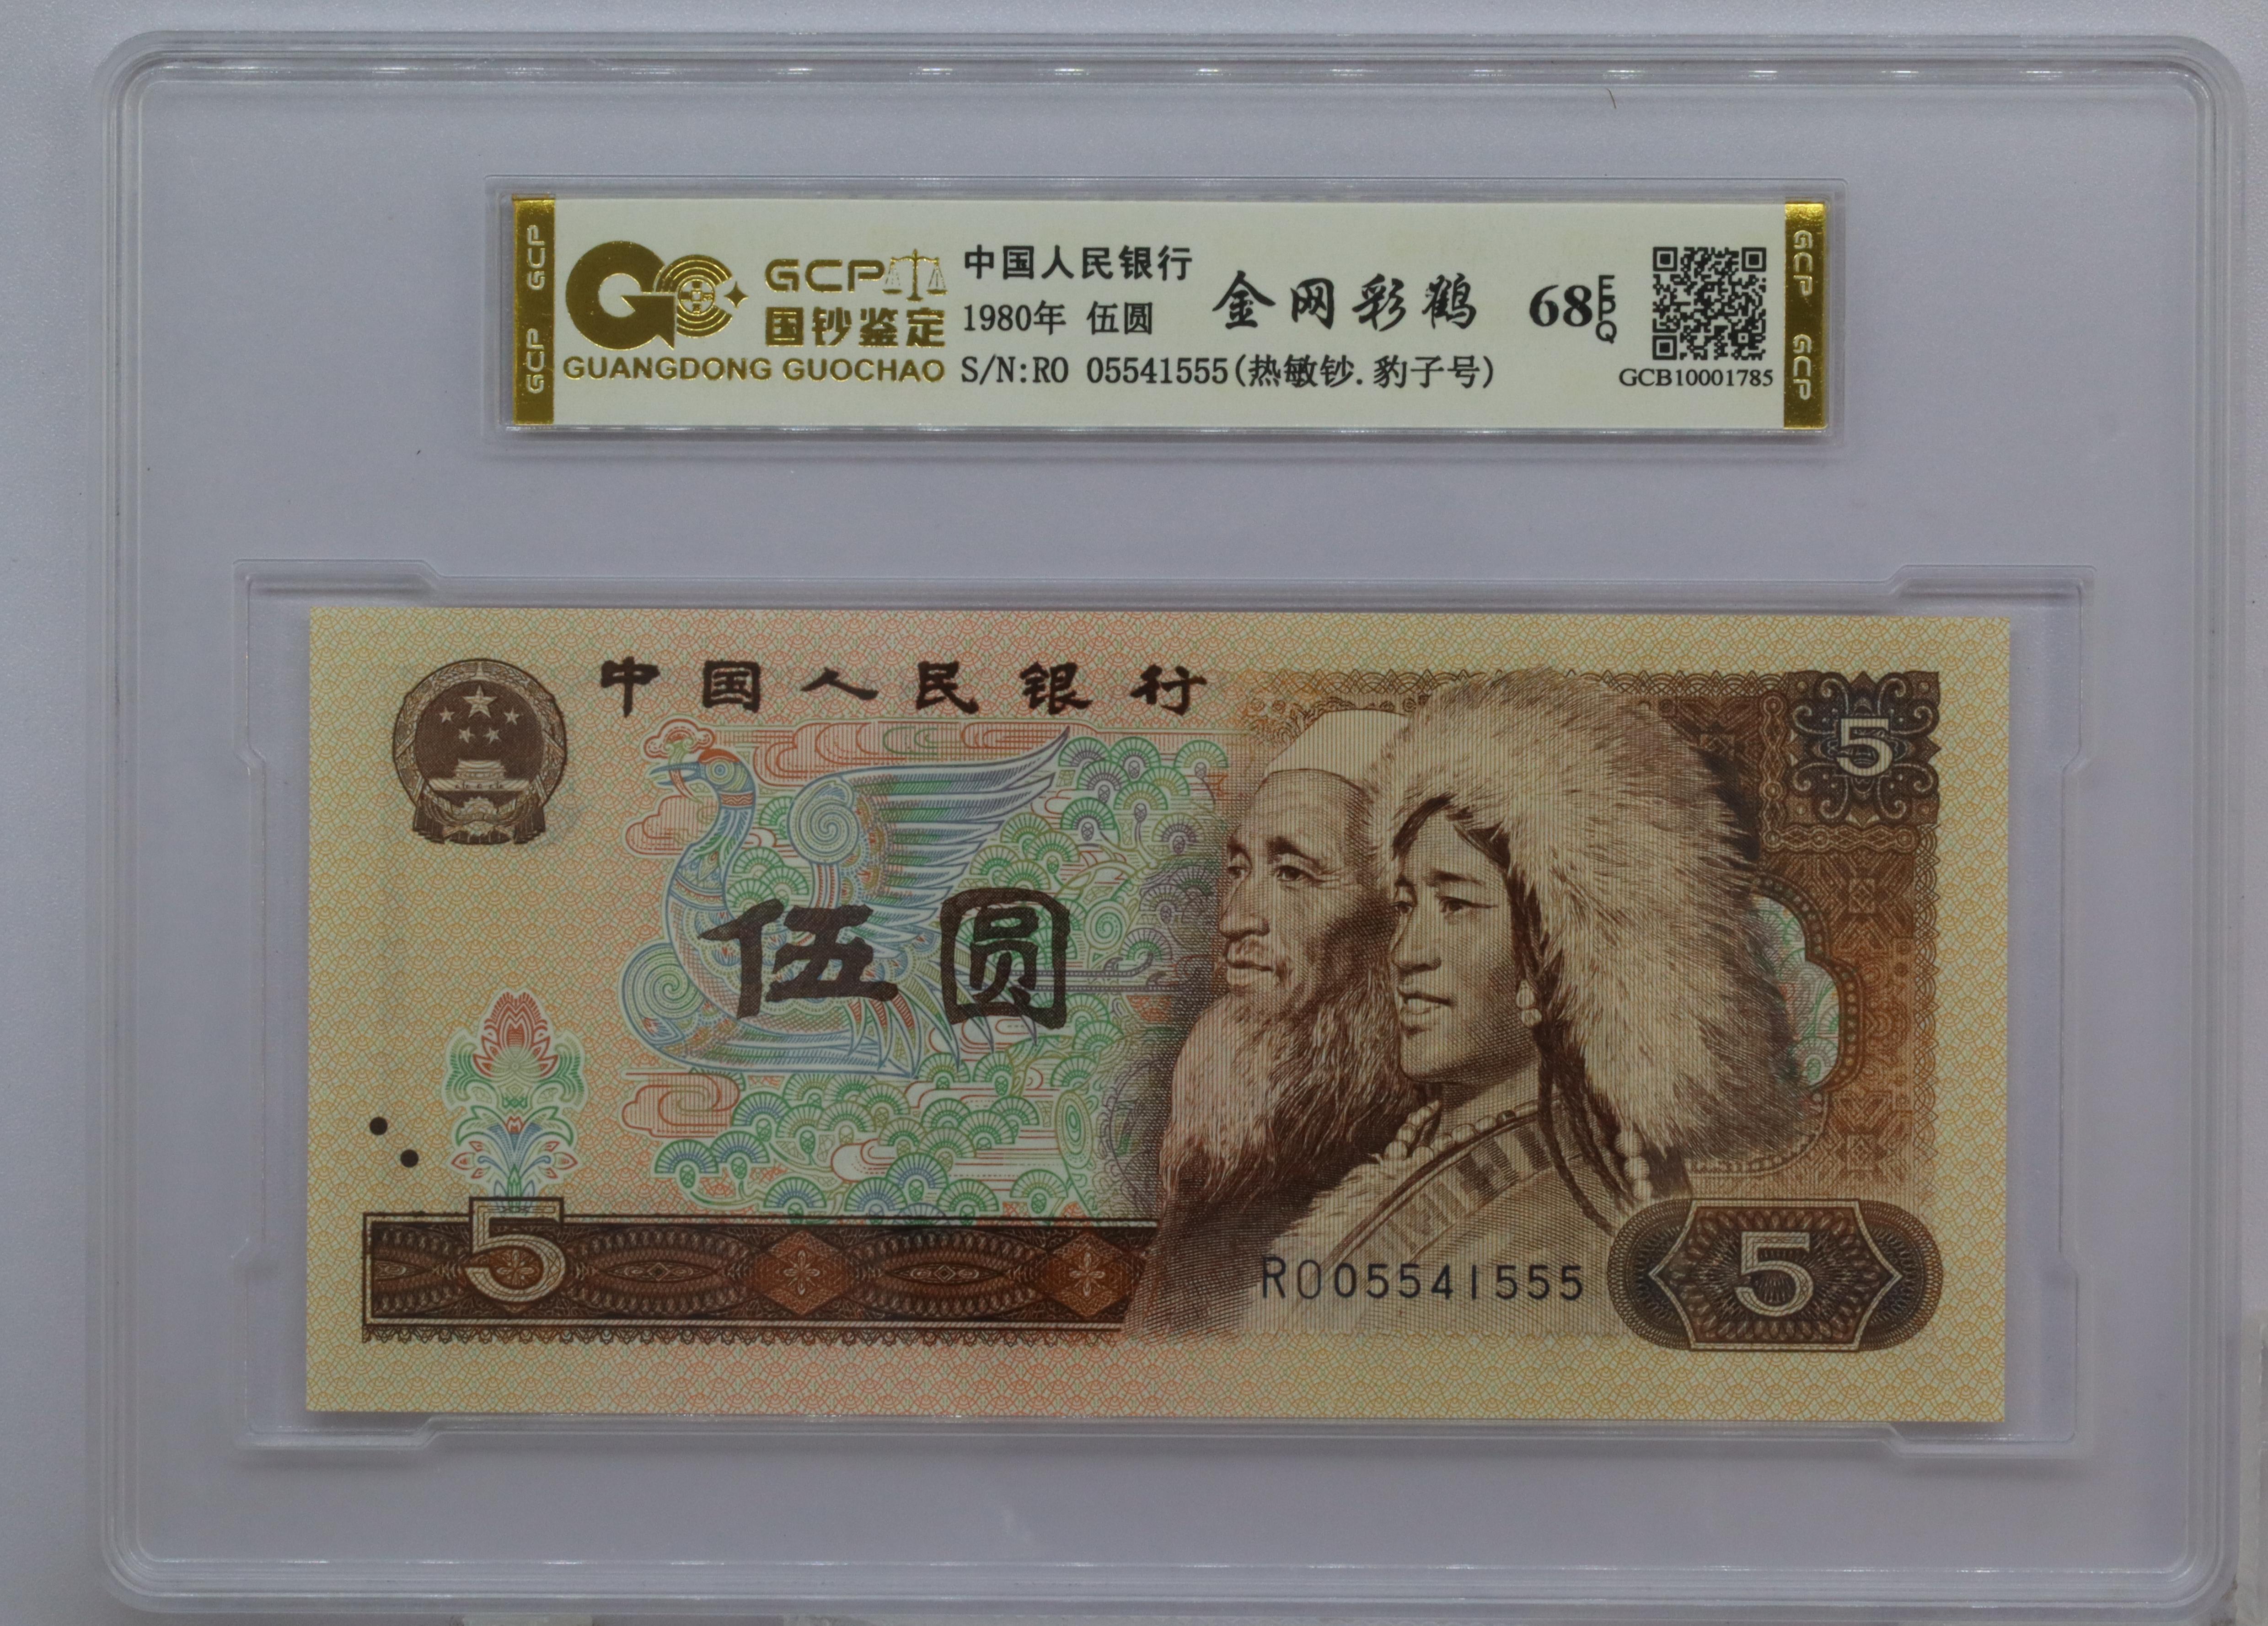 GCP GCP
GCP
国钞鉴定
GUANGDONG GUOCHAO
中国人民银行
1980年 伍圆
S/N:RO 05541555(热敏钞.豹子号)
金网彩鹤
68 EPQ
GCB10001785
GCP GCP
中国人民银行
5
伍圆
5
RO05541555
5